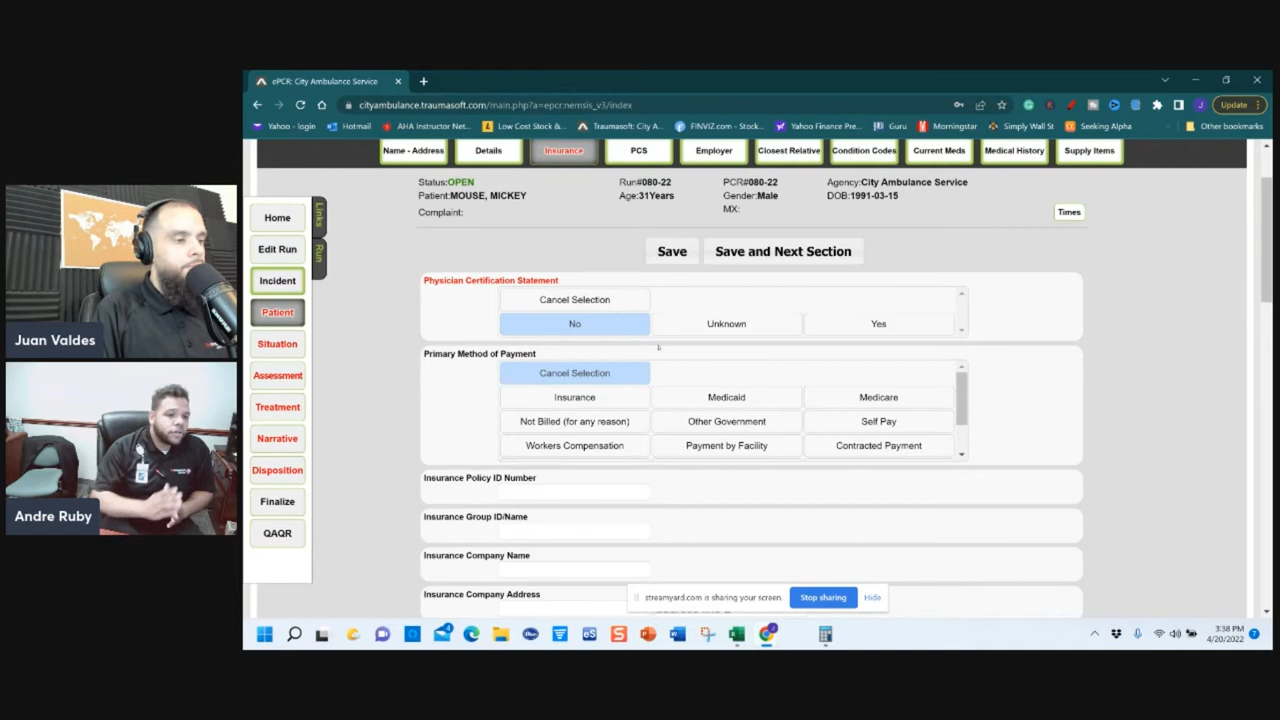 ePCR: City Ambulance Service
cityambulance.traumasoft.com/main.php?a=epcr:nemsis_v3/index
Update
Yahoo - login
Hotmail
AHA Instructor Net...
Low Cost Stock &...
Traumasoft: City A...
FINVIZ.com - Stock...
Yahoo Finance Pre...
Guru
Morningstar
Simply Wall St
Seeking Alpha
Other bookmarks
Name - Address
Details
Insurance
PCS
Employer
Closest Relative
Condition Codes
Current Meds
Medical History
Supply Items
Status:OPEN
Run#080-22
PCR#080-22
Agency:City Ambulance Service
Patient:MOUSE, MICKEY
Age:31Years
Gender:Male
DOB:1991-03-15
Complaint:
MX:
Times
Links
Run
Home
Edit Run
Incident
Patient
Situation
Assessment
Treatment
Narrative
Disposition
Finalize
QAQR
Save
Save and Next Section
Physician Certification Statement
Cancel Selection
No
Unknown
Yes
Primary Method of Payment
Cancel Selection
Insurance
Medicaid
Medicare
Not Billed (for any reason)
Other Government
Self Pay
Workers Compensation
Payment by Facility
Contracted Payment
Insurance Policy ID Number
Insurance Group ID/Name
Insurance Company Name
Insurance Company Address
streamyard.com is sharing your screen.
Stop sharing
Hide
3:38 PM
4/20/2022
Juan Valdes
Andre Ruby